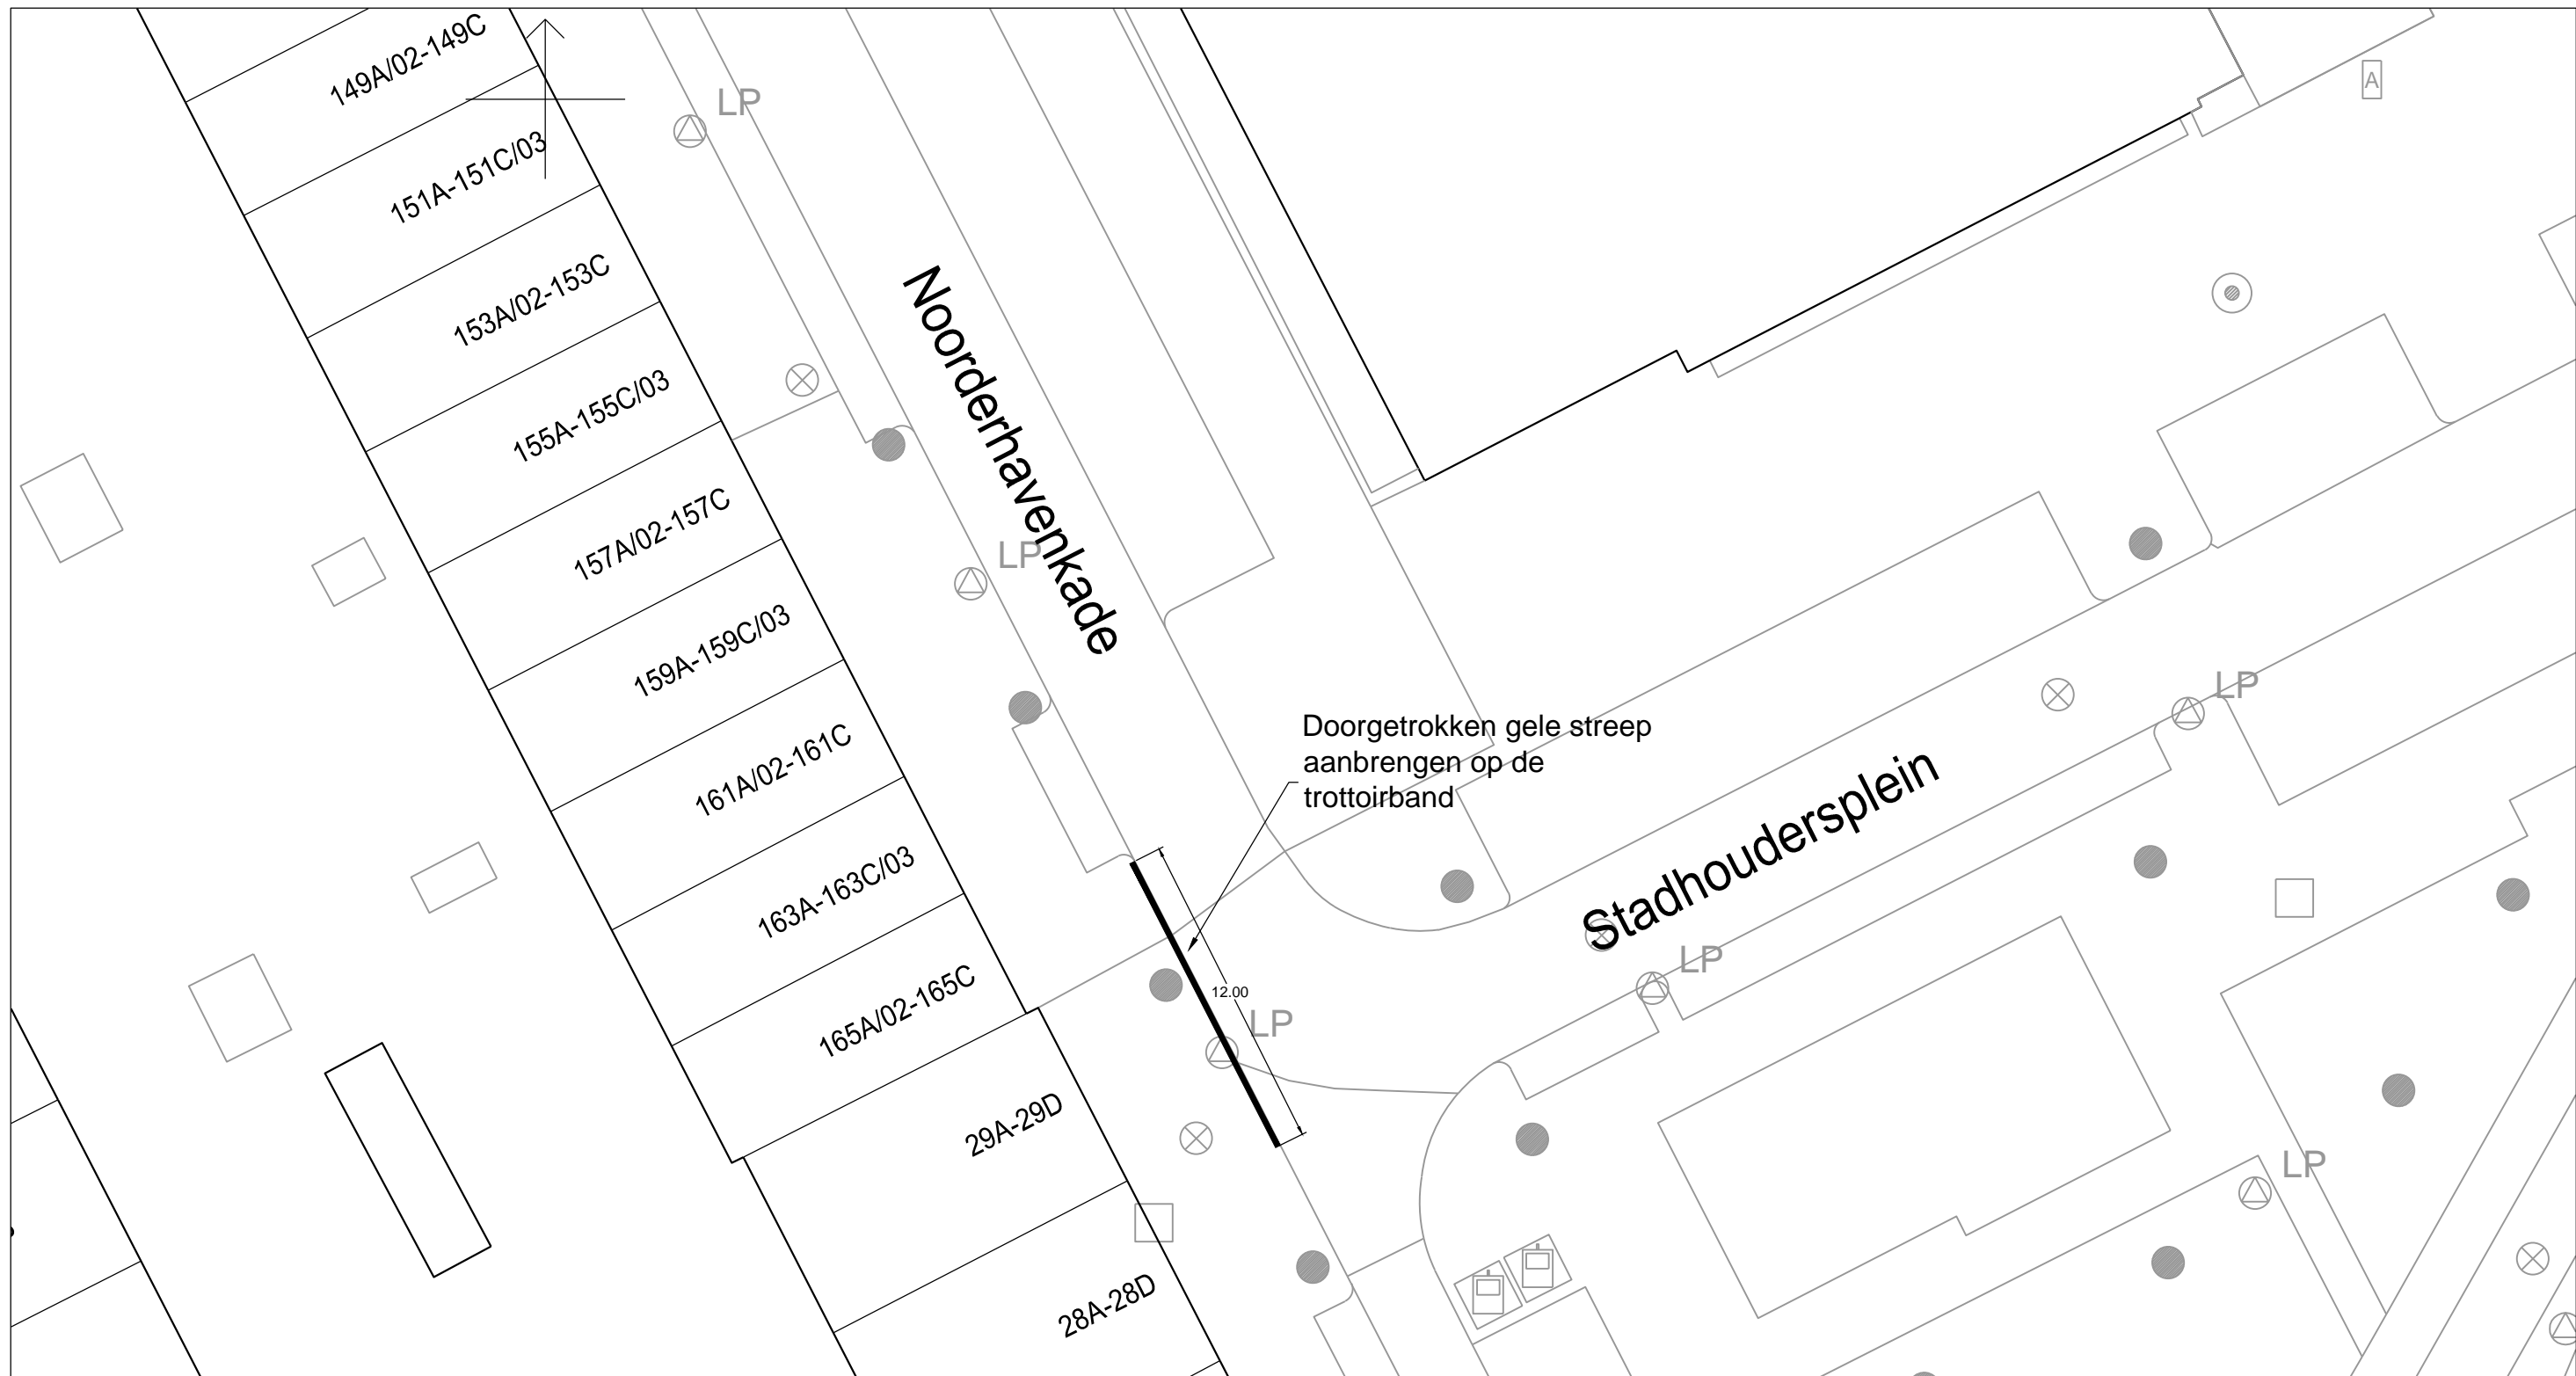 149A/02-149C
151A-151C/03
153A/02-153C
155A-155C/03
157A/02-157C
159A-159C/03
161A/02-161C
163A-163C/03
165A/02-165C
29A-29D
28A-28D
LP
A
Noorderhavenkade
LP
Doorgetrokken gele streep
aanbrengen op de
trottoirband
12.00
LP
Stadhoudersplein
LP
LP
LP